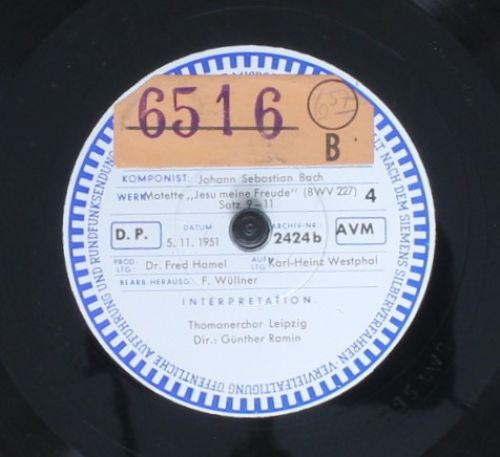 6516
657
B
KOMPONIST: Johann Sebastian Bach
WERK: Motette „Jesu meine Freude" (BWV 227) 4
Satz 9-11
D.P. DATUM 5.11.1951 ARCHIV-NR. 2424b AVM
PROD.-LTG. Dr. Fred Hamel AUFN.-LTG. Karl-Heinz Westphal
BEARB. HERAUSG. F. Wüllner
INTERPRETATION:
Thomanerchor Leipzig
Dir.: Günther Ramin
NACH DEM SIEMENS SILBERVERFAHREN VERVIELFÄLTIGUNG ÖFFENTLICHE AUFFÜHRUNG UND RUNDFUNKSENDUNG